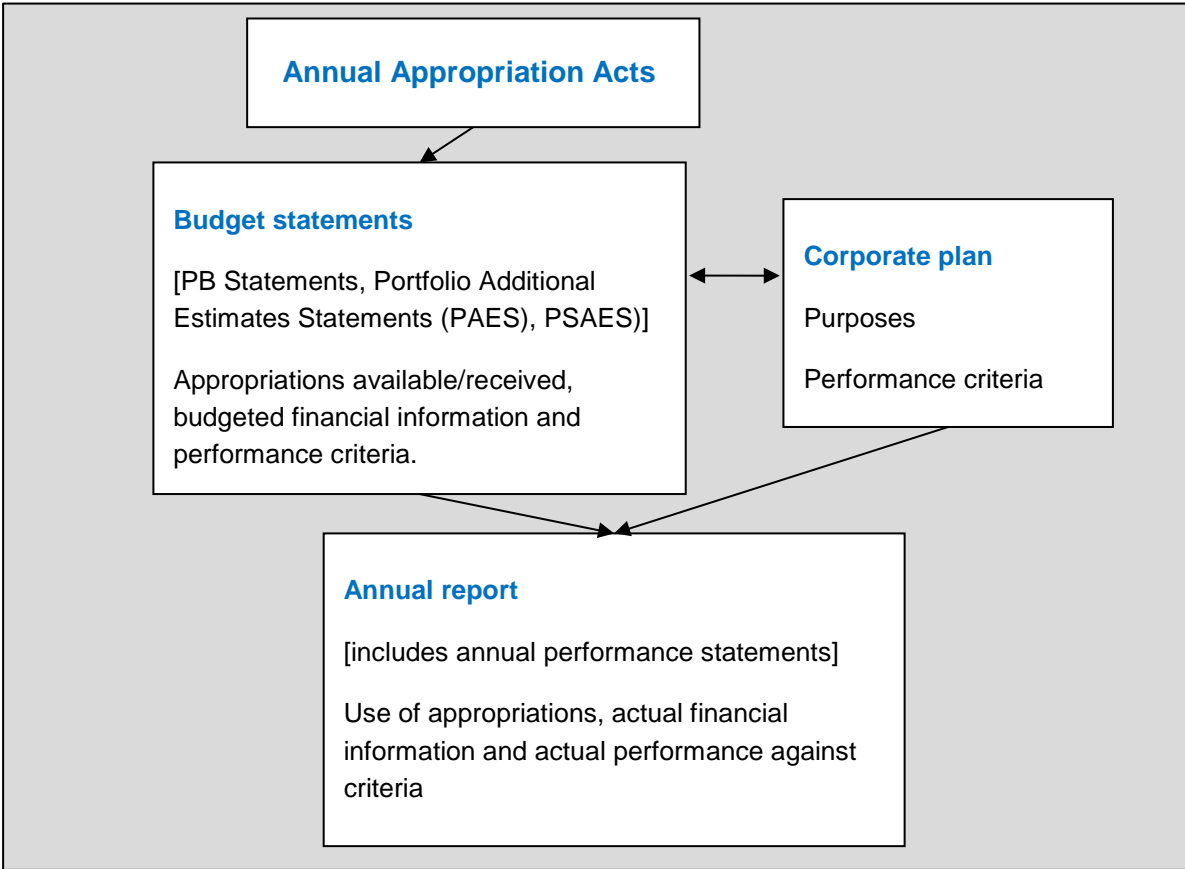 Annual Appropriation Acts
Budget statements
[PB Statements, Portfolio Additional
Estimates Statements (PAES), PSAES)]
Appropriations available/received,
budgeted financial information and
performance criteria.
Corporate plan
Purposes
Performance criteria
Annual report
[includes annual performance statements]
Use of appropriations, actual financial
information and actual performance against
criteria